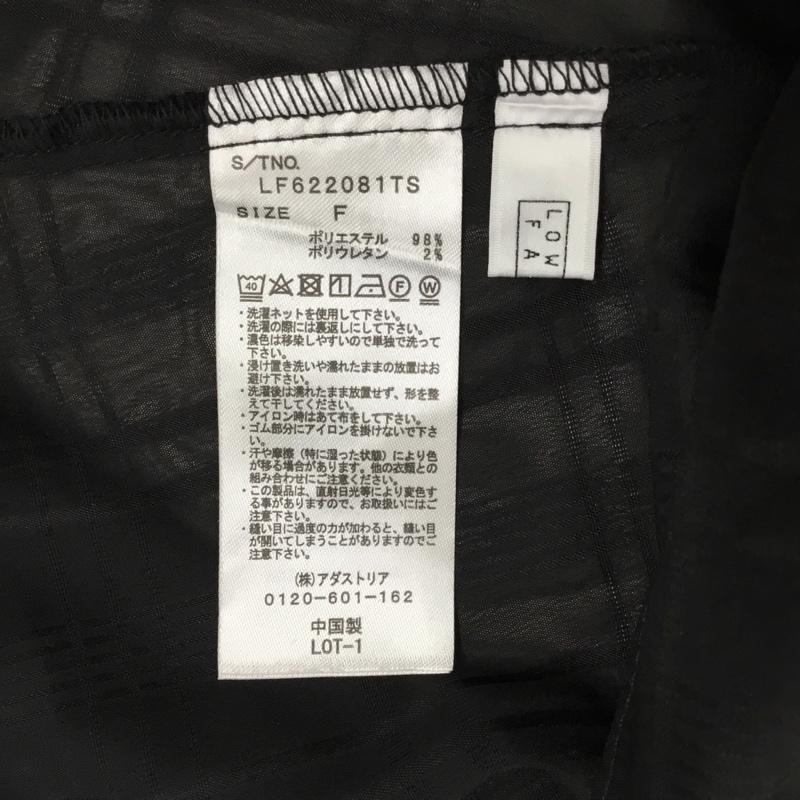 S/TNO.
LF622081TS
SIZE F
ポリエステル 98%
ポリウレタン 2%
40
F
W
・洗濯ネットを使用して下さい。
・洗濯の際には裏返しにして下さい。
・濃色は移染しやすいので単独で洗って
下さい。
・浸け置き洗いや濡れたままの放置はお
避け下さい。
・洗濯後は濡れたまま放置せず、形を整
えて干してください。
・アイロン時はあて布をして下さい。
・ゴム部分にアイロンを掛けないで下さ
い。
・汗や摩擦（特に湿った状態）により色
が移る場合があります。他の衣類との
組み合わせにご注意ください。
・この製品は、直射日光等により変色す
る事がありますので、お取扱いにはご
注意下さい。
・縫い目に過度の力が加わると、縫い目
が開いてしまうことがありますのでご
注意下さい。
(株)アダストリア
0120-601-162
中国製
LOT-1
LOW
FA